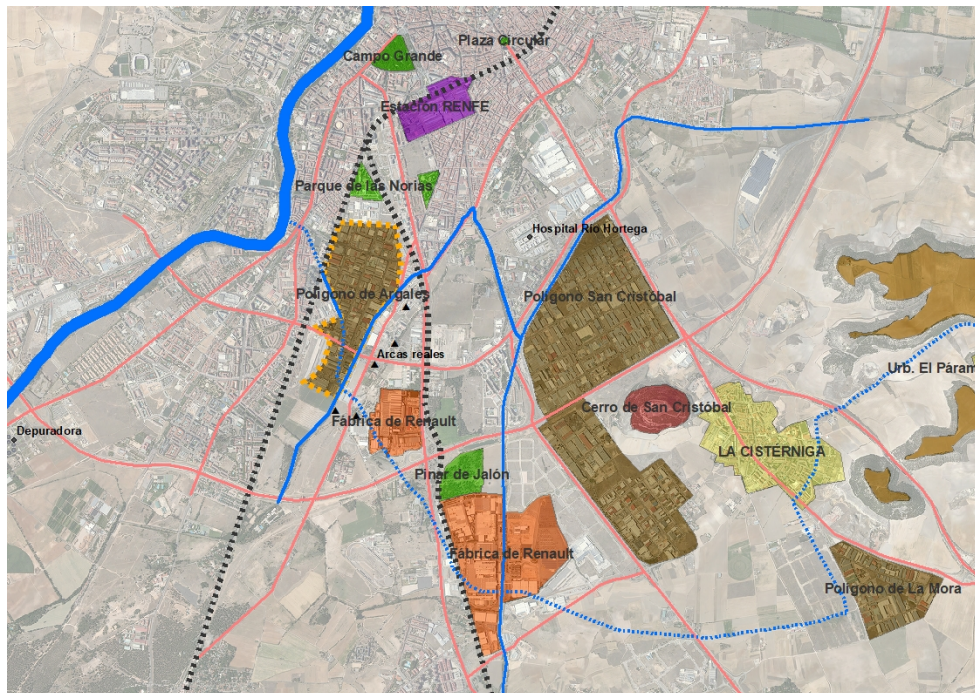 Plaza Circular
Campo Grande
Estación RENFE
Parque de las Norias
Hospital Río Hortega
Polígono de Argales
Polígono San Cristóbal
Arcas reales
Urb. El Páram
Cerro de San Cristóbal
Fábrica de Renault
Depuradora
LA CISTERNIGA
Pinar de Jalón
Fábrica de Renault
Polígono de La Mora